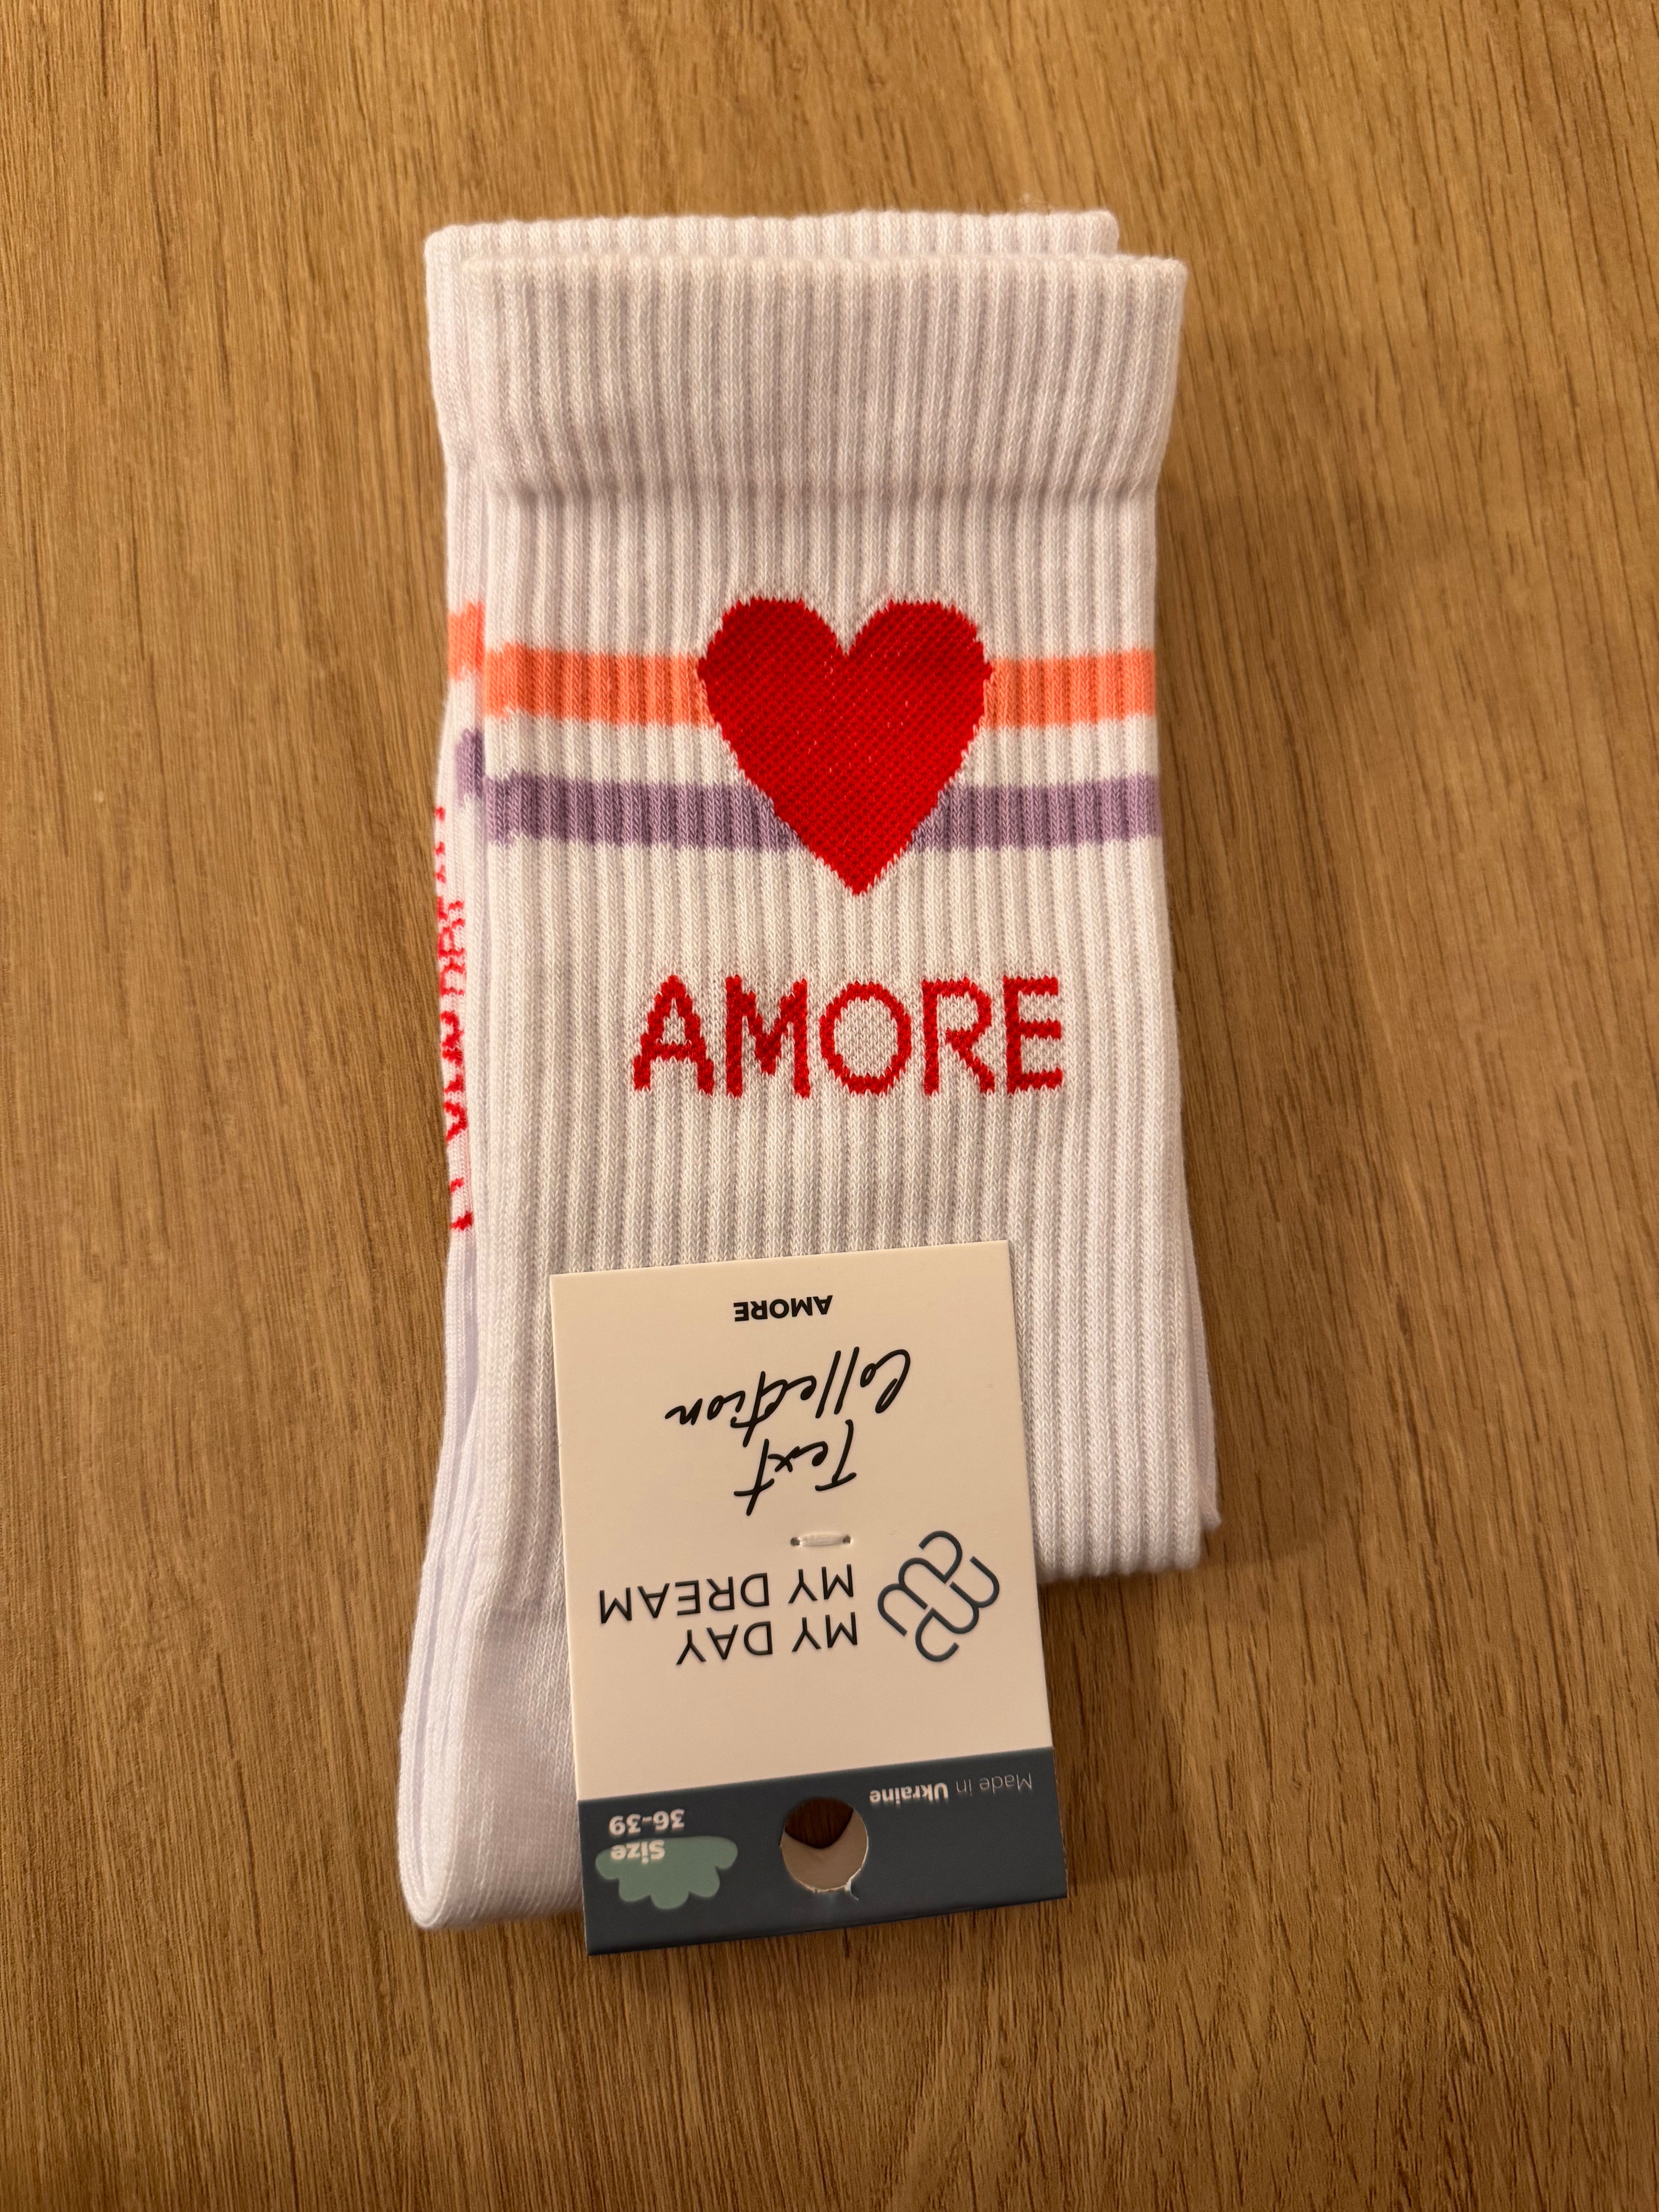 AMORE
Made in Ukraine
Size
36-39
MY DAY
MY DREAM
Text
Collection
AMORE